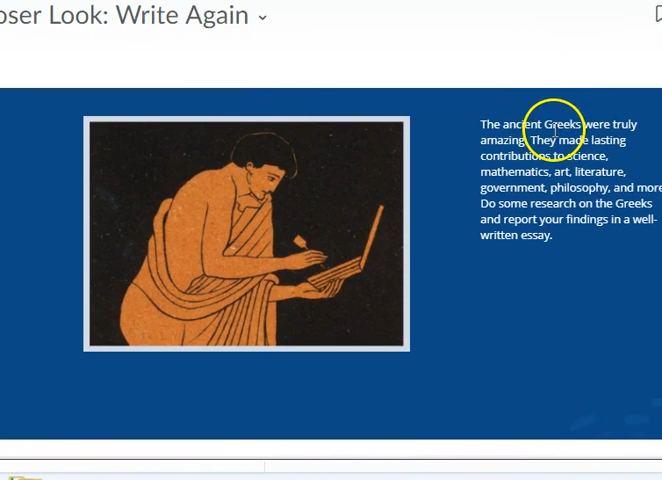 oser Look: Write Again
The ancient Greeks were truly
amazing. They made lasting
contributions to science,
mathematics, art, literature,
government, philosophy, and more
Do some research on the Greeks
and report your findings in a well-
written essay.